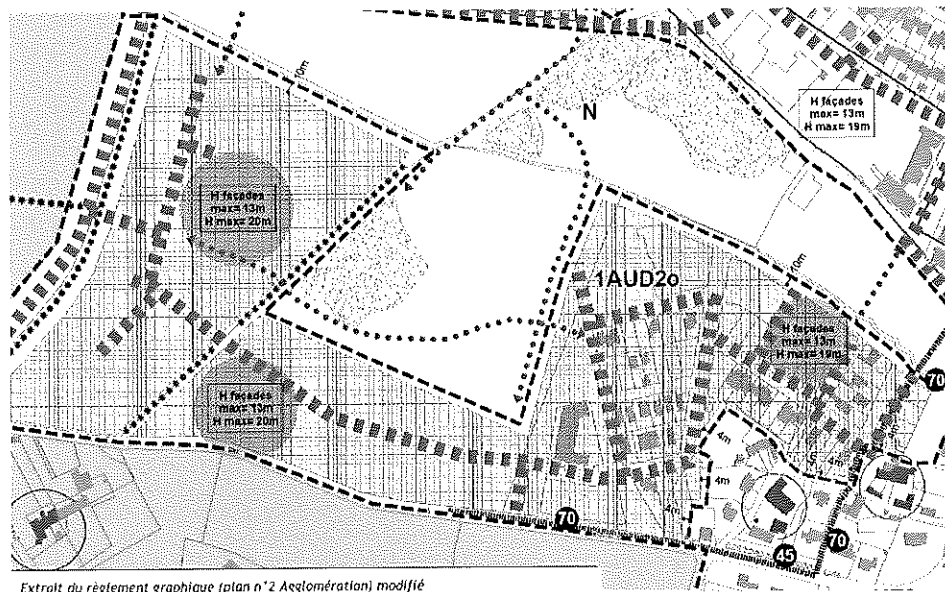 10m
N
H façades
max= 13m
H max= 19m
H façades
max= 13m
H max= 20m
1AUD2o
10m
H façades
max= 13m
H max= 19m
70
H façades
max= 13m
H max= 20m
4m
4m
4m
4m
4m
70
70
45
Extrait du règlement graphique (plan n°2 Agglomération) modifié